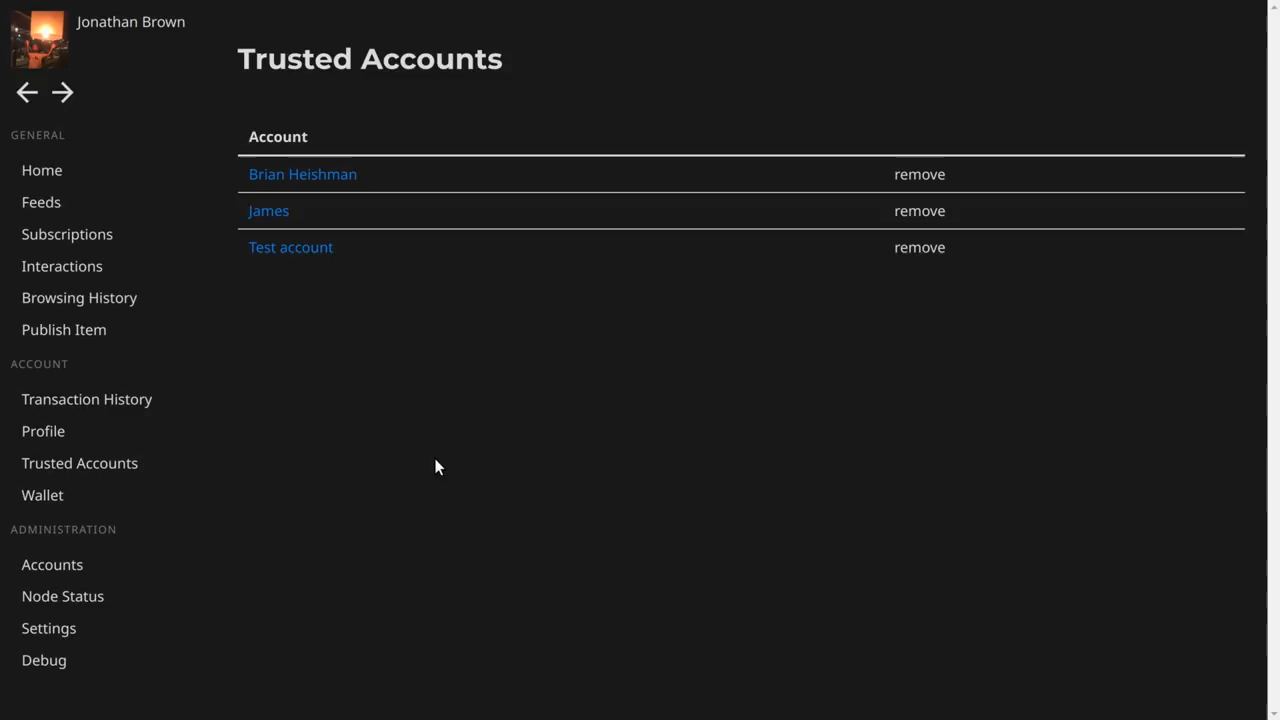 Jonathan Brown
GENERAL
Home
Feeds
Subscriptions
Interactions
Browsing History
Publish Item
ACCOUNT
Transaction History
Profile
Trusted Accounts
Wallet
ADMINISTRATION
Accounts
Node Status
Settings
Debug
Trusted Accounts
Account
Brian Heishman remove
James remove
Test account remove